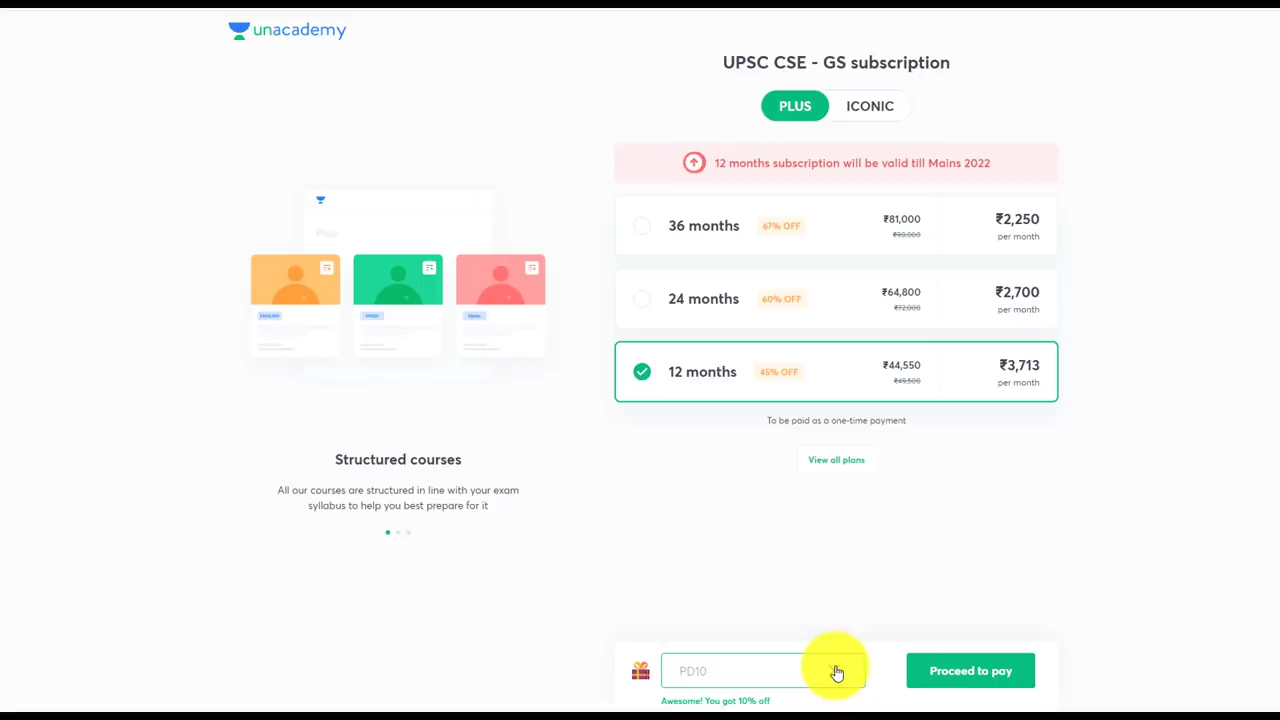 unacademy
UPSC CSE - GS subscription
PLUS
ICONIC
12 months subscription will be valid till Mains 2022
Plus
36 months
67% OFF
₹81,000
₹90,000
₹2,250
per month
24 months
60% OFF
₹64,800
₹72,000
₹2,700
per month
12 months
45% OFF
₹44,550
₹49,500
₹3,713
per month
To be paid as a one-time payment
View all plans
ENGLISH
HINDI
TAMIL
Structured courses
All our courses are structured in line with your exam
syllabus to help you best prepare for it
PD10
Proceed to pay
Awesome! You got 10% off